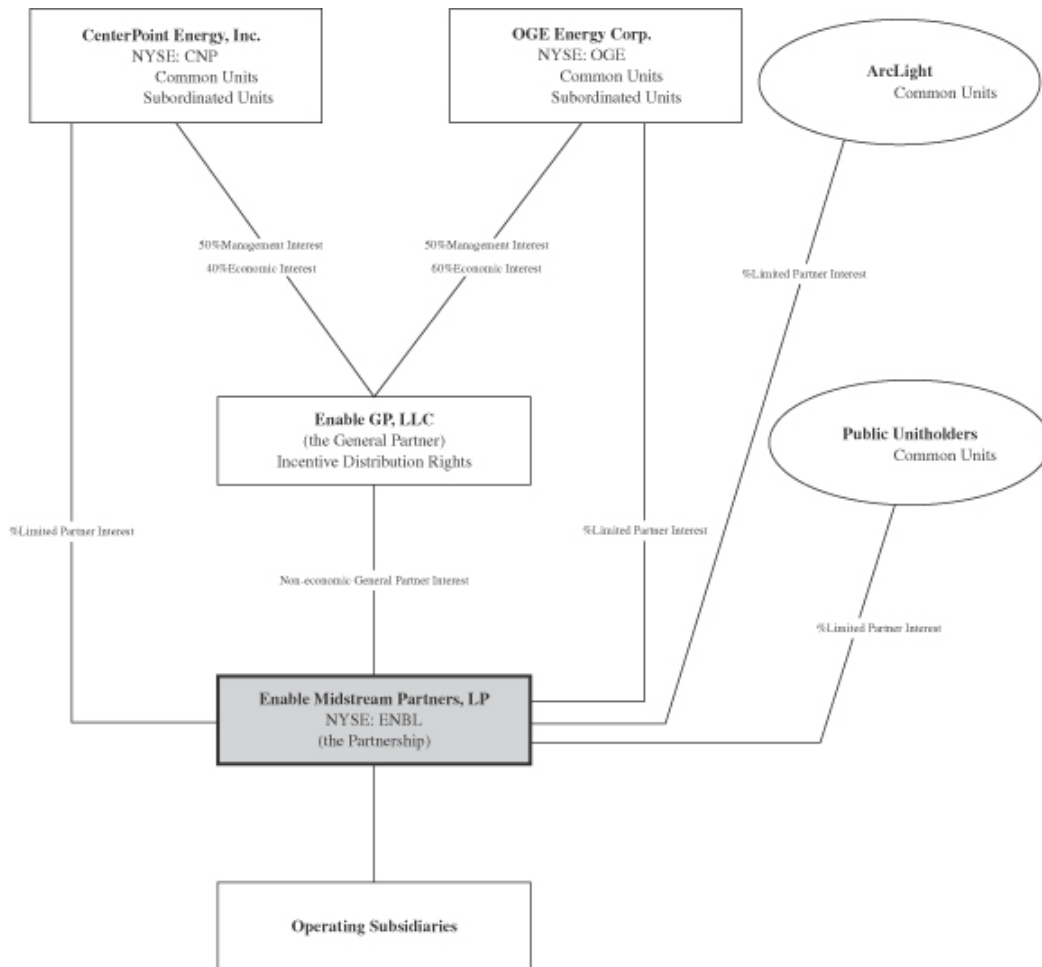 CenterPoint Energy, Inc.
NYSE: CNP
Common Units
Subordinated Units
OGE Energy Corp.
NYSE: OGE
Common Units
Subordinated Units
ArcLight
Common Units
50%Management Interest
40%Economic Interest
50%Management Interest
60%Economic Interest
%Limited Partner Interest
Enable GP, LLC
(the General Partner)
Incentive Distribution Rights
Public Unitholders
Common Units
%Limited Partner Interest
%Limited Partner Interest
Non-economic General Partner Interest
%Limited Partner Interest
Enable Midstream Partners, LP
NYSE: ENBL
(the Partnership)
Operating Subsidiaries